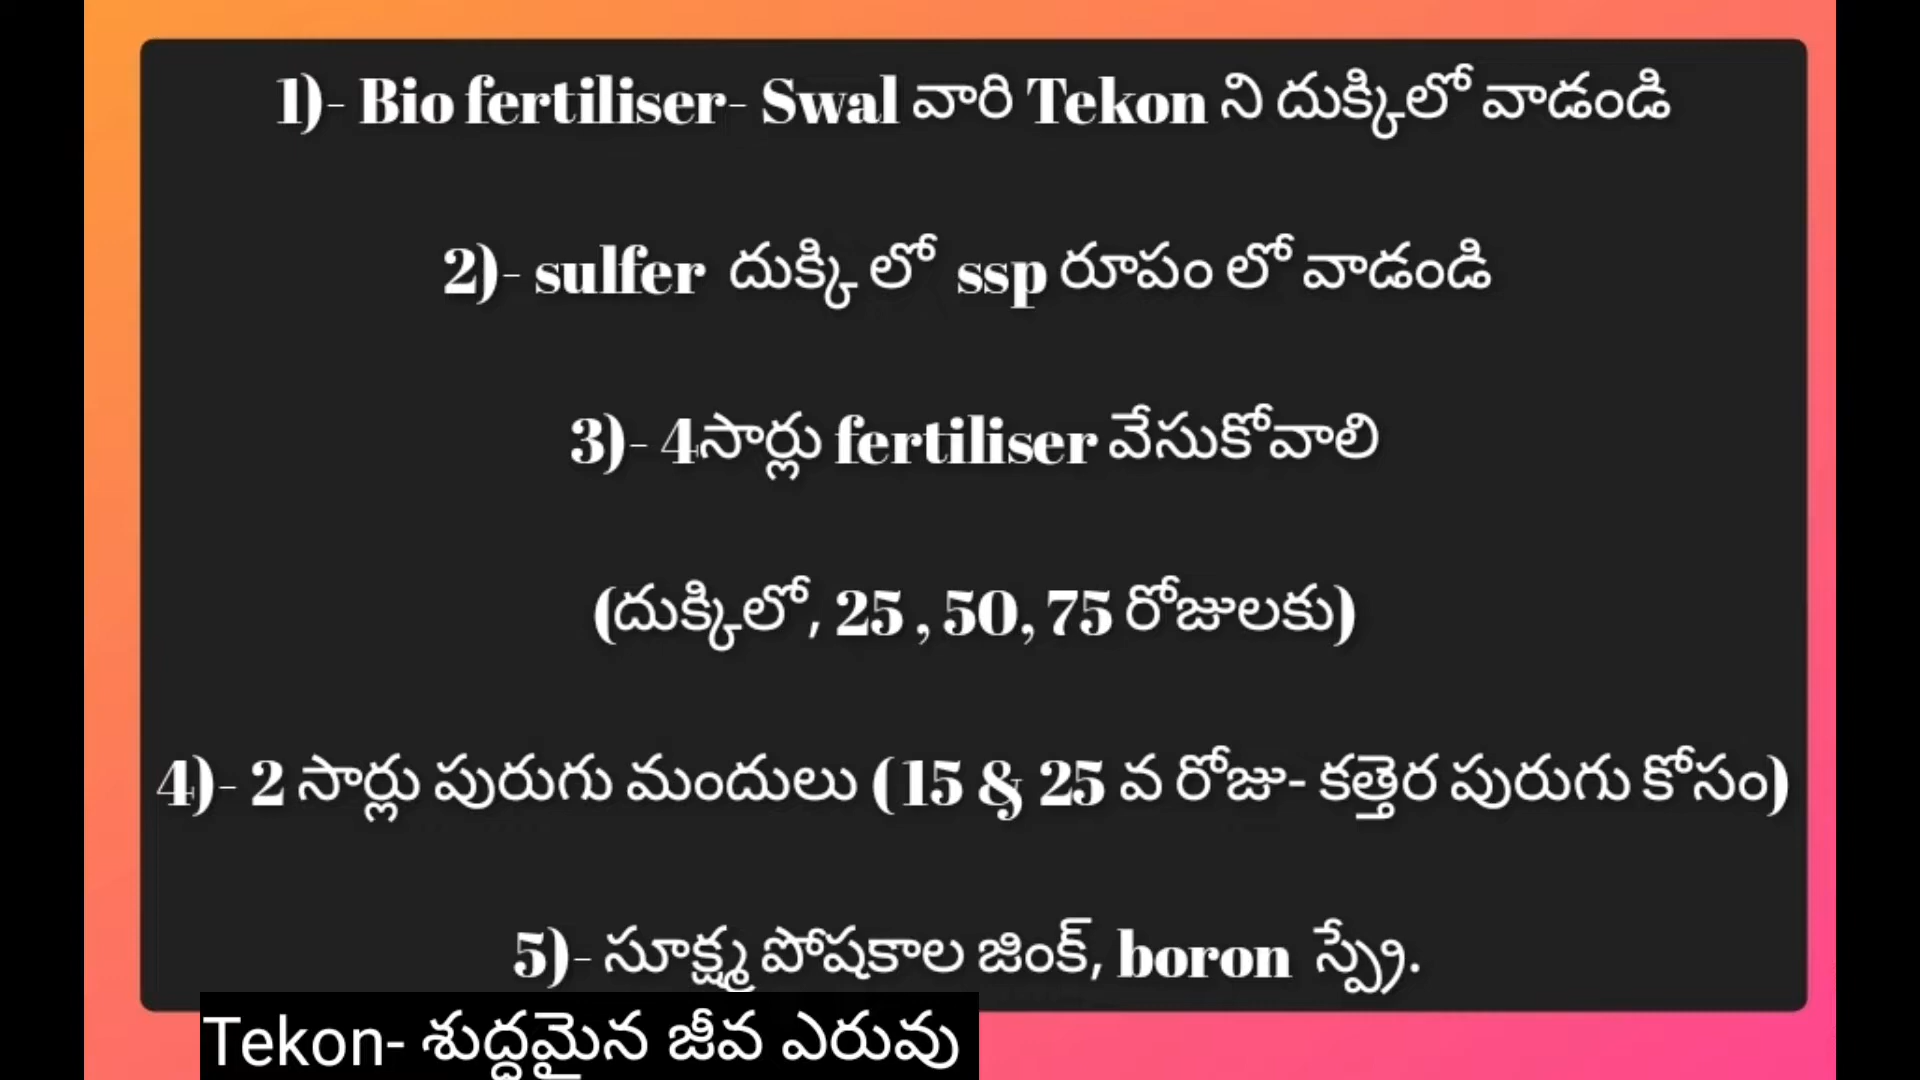 1)- Bio fertiliser- Swal వారి Tekon ని దుక్కిలో వాడండి
2)- sulfer దుక్కి లో ssp రూపం లో వాడండి
3)- 4సార్లు fertiliser వేసుకోవాలి
(దుక్కిలో, 25 , 50, 75 రోజులకు)
4)- 2 సార్లు పురుగు మందులు (15 & 25 వ రోజు- కత్తెర పురుగు కోసం)
5)- సూక్ష్మ పోషకాల జింక్, boron స్ప్రే.
Tekon- శుద్ధమైన జీవ ఎరువు